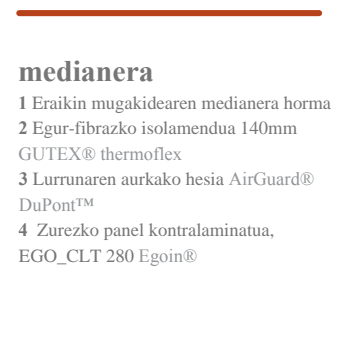 medianera
1 Eraikin mugakidearen medianera horma
2 Egur-fibrazko isolamendua 140mm
GUTEX® thermoflex
3 Lurrunaren aurkako hesia AirGuard®
DuPont™
4 Zurezko panel kontralaminatua,
EGO_CLT 280 Egoin®